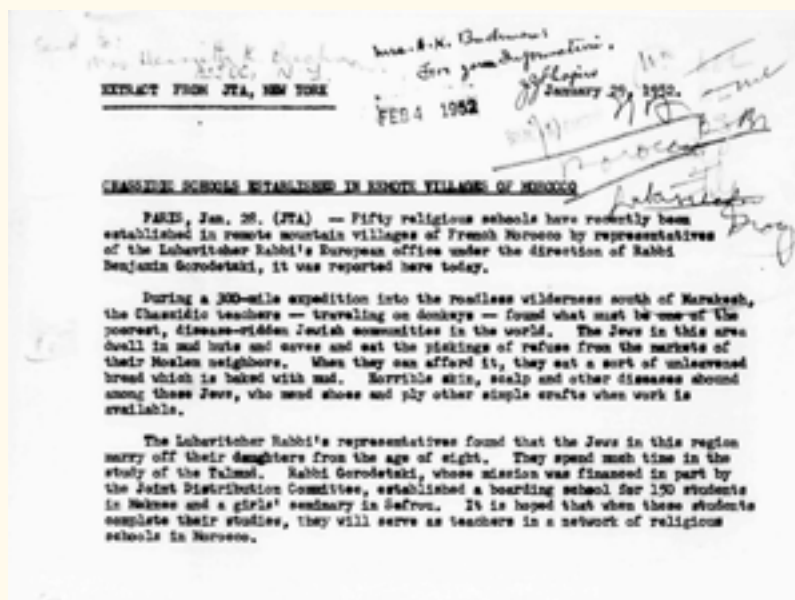 Mrs. H.K. Buchman
For your Information.
EXTRACT FROM JTA, NEW YORK
January 29, 1952.
FEB 4 1952
Morocco
CHASSIDIC SCHOOLS ESTABLISHED IN REMOTE VILLAGES OF MOROCCO
PARIS, Jan. 28. (JTA) — Fifty religious schools have recently been
established in remote mountain villages of French Morocco by representatives
of the Lubavitcher Rabbi's European office under the direction of Rabbi
Benjamin Gorodetski, it was reported here today.
During a 300-mile expedition into the roadless wilderness south of Marakesh,
the Chassidic teachers — traveling on donkeys — found what must be one of the
poorest, disease-ridden Jewish communities in the world. The Jews in this area
dwell in mud huts and caves and eat the pickings of refuse from the markets of
their Moslem neighbors. When they can afford it, they eat a sort of unleavened
bread which is baked with mud. Horrible skin, scalp and other diseases abound
among these Jews, who mend shoes and ply other simple crafts when work is
available.
The Lubavitcher Rabbi's representatives found that the Jews in this region
marry off their daughters from the age of eight. They spend much time in the
study of the Talmud. Rabbi Gorodetski, whose mission was financed in part by
the Joint Distribution Committee, established a boarding school for 150 students
in Meknes and a girls' seminary in Sefrou. It is hoped that when these students
complete their studies, they will serve as teachers in a network of religious
schools in Morocco.